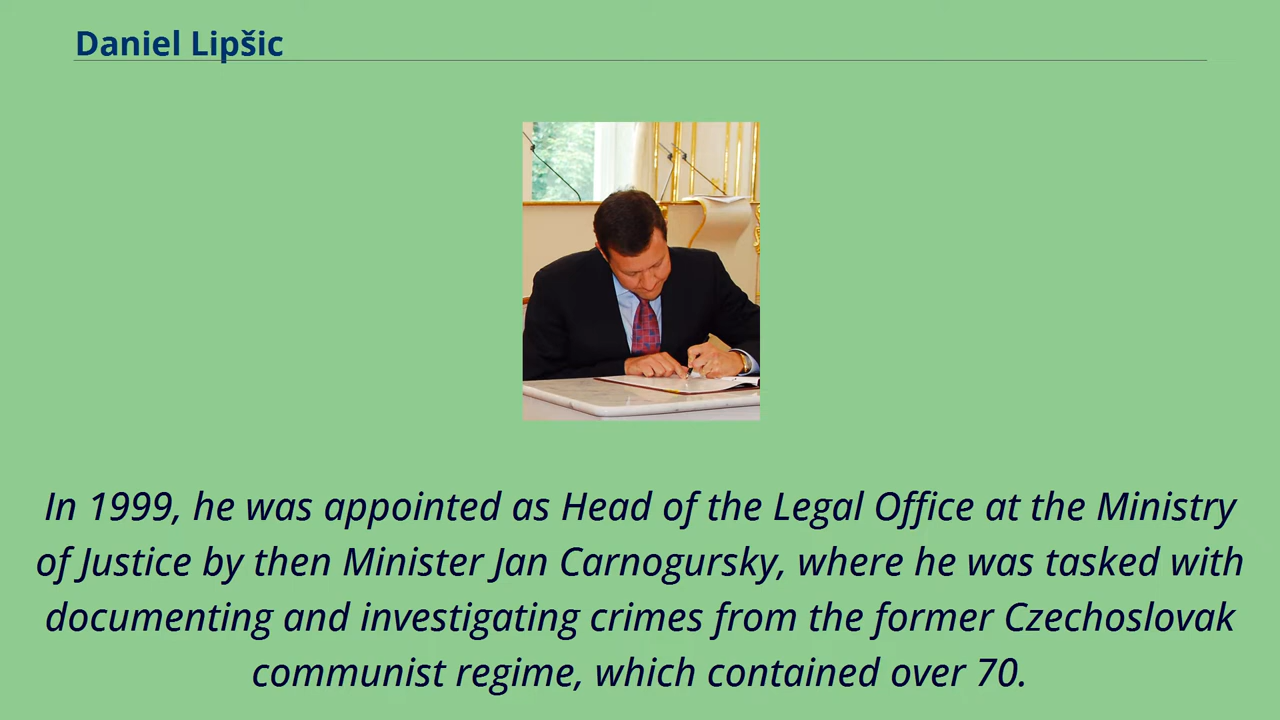 Daniel Lipšic
In 1999, he was appointed as Head of the Legal Office at the Ministry
of Justice by then Minister Jan Carnogursky, where he was tasked with
documenting and investigating crimes from the former Czechoslovak
communist regime, which contained over 70.